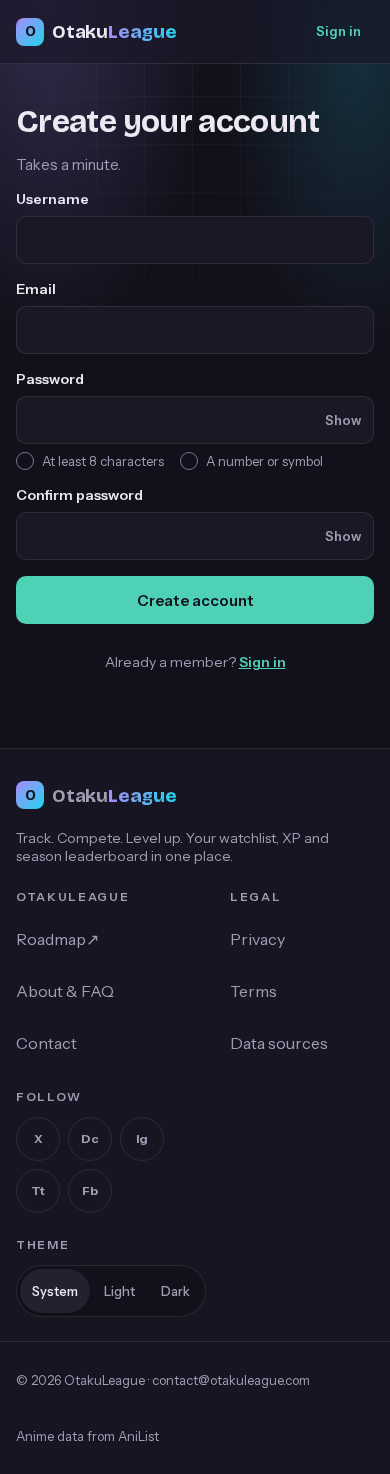 O OtakuLeague Sign in
Create your account
Takes a minute.
Username
Email
Password
Show
At least 8 characters A number or symbol
Confirm password
Show
Create account
Already a member? Sign in
O OtakuLeague
Track. Compete. Level up. Your watchlist, XP and
season leaderboard in one place.
OTAKULEAGUE LEGAL
Roadmap↗ Privacy
About & FAQ Terms
Contact Data sources
FOLLOW
X Dc Ig
Tt Fb
THEME
System Light Dark
© 2026 OtakuLeague · contact@otakuleague.com
Anime data from AniList